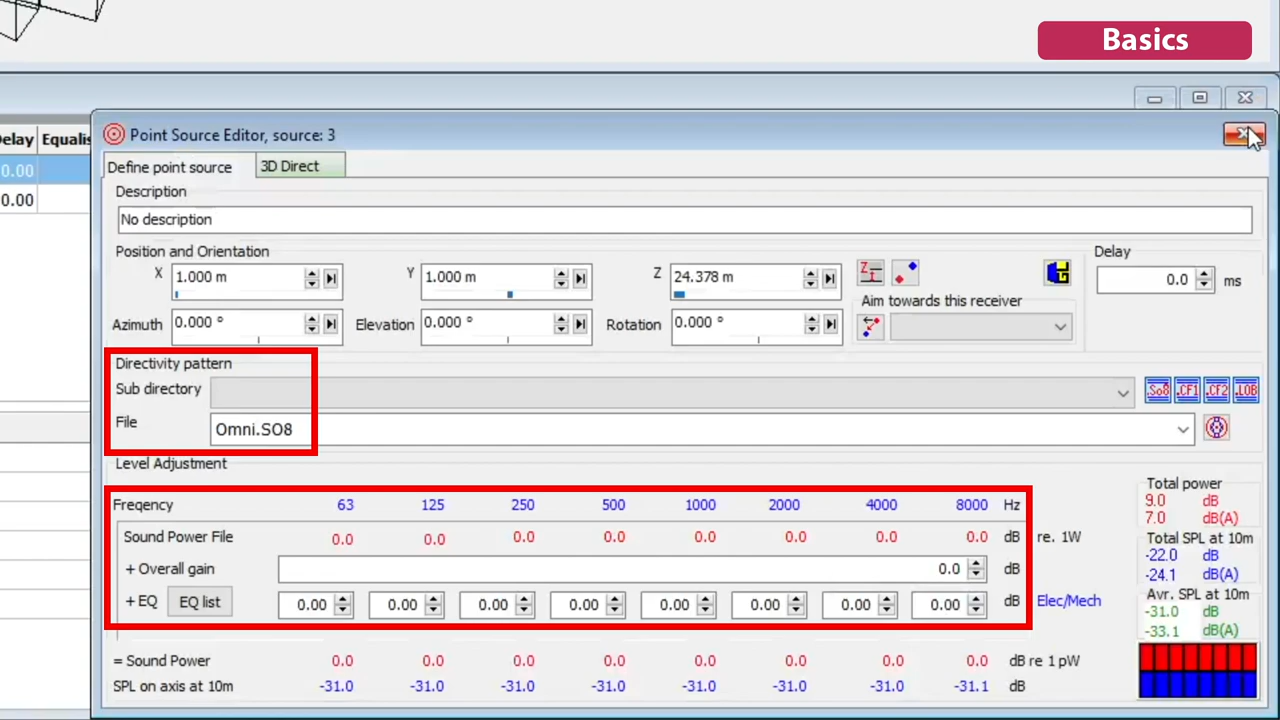 Basics
Delay Equalis
0.00
0.00
Point Source Editor, source: 3
Define point source 3D Direct
Description
No description
Position and Orientation Delay
X 1.000 m Y 1.000 m Z 24.378 m 0.0 ms
Aim towards this receiver
Azimuth 0.000 ° Elevation 0.000 ° Rotation 0.000 °
Directivity pattern
Sub directory .So8 .CF1 .CF2 .LOB
File Omni.SO8
Level Adjustment
Freqency 63 125 250 500 1000 2000 4000 8000 Hz
Sound Power File 0.0 0.0 0.0 0.0 0.0 0.0 0.0 0.0 dB re. 1W
+ Overall gain 0.0 dB
+ EQ EQ list 0.00 0.00 0.00 0.00 0.00 0.00 0.00 0.00 dB Elec/Mech
= Sound Power 0.0 0.0 0.0 0.0 0.0 0.0 0.0 0.0 dB re 1 pW
SPL on axis at 10m -31.0 -31.0 -31.0 -31.0 -31.0 -31.0 -31.0 -31.1 dB
Total power
9.0 dB
7.0 dB(A)
Total SPL at 10m
-22.0 dB
-24.1 dB(A)
Avr. SPL at 10m
-31.0 dB
-33.1 dB(A)